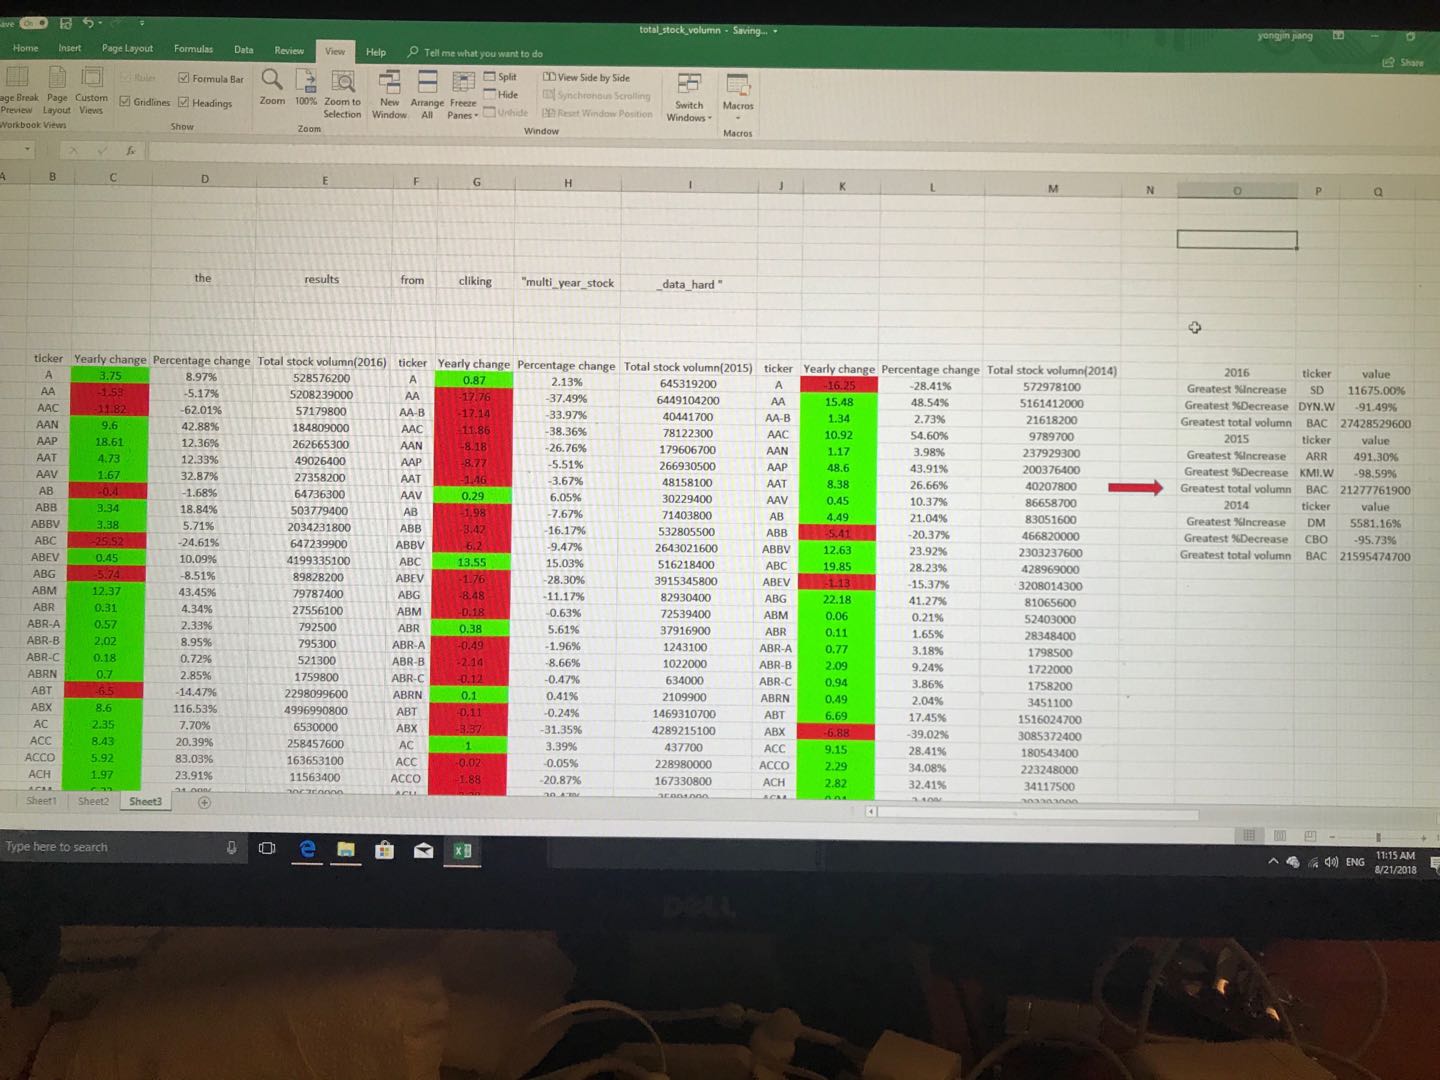 ave On
total_stock_volumn - Saving...
yongjin jiang
Home Insert Page Layout Formulas Data Review View Help Tell me what you want to do
Share
Ruler Formula Bar
Gridlines Headings
Show
age Break Preview Page Layout Custom Views
Workbook Views
Zoom 100% Zoom to Selection
Zoom
New Window Arrange All Freeze Panes
Split
Hide
Unhide
View Side by Side
Synchronous Scrolling
Reset Window Position
Window
Switch Windows
Macros
Macros
fx
A B C D E F G H I J K L M N O P Q
the results from cliking "multi_year_stock _data_hard "
ticker Yearly change Percentage change Total stock volumn(2016) ticker Yearly change Percentage change Total stock volumn(2015) ticker Yearly change Percentage change Total stock volumn(2014)
A 3.75 8.97% 528576200 A 0.87 2.13% 645319200 A -16.25 -28.41% 572978100
AA -1.53 -5.17% 5208239000 AA -17.76 -37.49% 6449104200 AA 15.48 48.54% 5161412000
AAC -11.82 -62.01% 57179800 AA-B -17.14 -33.97% 40441700 AA-B 1.34 2.73% 21618200
AAN 9.6 42.88% 184809000 AAC -11.86 -38.36% 78122300 AAC 10.92 54.60% 9789700
AAP 18.61 12.36% 262665300 AAN -8.18 -26.76% 179606700 AAN 1.17 3.98% 237929300
AAT 4.73 12.33% 49026400 AAP -8.77 -5.51% 266930500 AAP 48.6 43.91% 200376400
AAV 1.67 32.87% 27358200 AAT -1.46 -3.67% 48158100 AAT 8.38 26.66% 40207800
AB -0.4 -1.68% 64736300 AAV 0.29 6.05% 30229400 AAV 0.45 10.37% 86658700
ABB 3.34 18.84% 503779400 AB -1.98 -7.67% 71403800 AB 4.49 21.04% 83051600
ABBV 3.38 5.71% 2034231800 ABB -3.42 -16.17% 532805500 ABB -5.41 -20.37% 466820000
ABC -25.52 -24.61% 647239900 ABBV -6.2 -9.47% 2643021600 ABBV 12.63 23.92% 2303237600
ABEV 0.45 10.09% 4199335100 ABC 13.55 15.03% 516218400 ABC 19.85 28.23% 428969000
ABG -5.74 -8.51% 89828200 ABEV -1.76 -28.30% 3915345800 ABEV -1.13 -15.37% 3208014300
ABM 12.37 43.45% 79787400 ABG -8.48 -11.17% 82930400 ABG 22.18 41.27% 81065600
ABR 0.31 4.34% 27556100 ABM -0.18 -0.63% 72539400 ABM 0.06 0.21% 52403000
ABR-A 0.57 2.33% 792500 ABR 0.38 5.61% 37916900 ABR 0.11 1.65% 28348400
ABR-B 2.02 8.95% 795300 ABR-A -0.49 -1.96% 1243100 ABR-A 0.77 3.18% 1798500
ABR-C 0.18 0.72% 521300 ABR-B -2.14 -8.66% 1022000 ABR-B 2.09 9.24% 1722000
ABRN 0.7 2.85% 1759800 ABR-C -0.12 -0.47% 634000 ABR-C 0.94 3.86% 1758200
ABT -6.5 -14.47% 2298099600 ABRN 0.1 0.41% 2109900 ABRN 0.49 2.04% 3451100
ABX 8.6 116.53% 4996990800 ABT -0.11 -0.24% 1469310700 ABT 6.69 17.45% 1516024700
AC 2.35 7.70% 6530000 ABX -3.37 -31.35% 4289215100 ABX -6.88 -39.02% 3085372400
ACC 8.43 20.39% 258457600 AC 1 3.39% 437700 ACC 9.15 28.41% 180543400
ACCO 5.92 83.03% 163653100 ACC -0.02 -0.05% 228980000 ACCO 2.29 34.08% 223248000
ACH 1.97 23.91% 11563400 ACCO -1.88 -20.87% 167330800 ACH 2.82 32.41% 34117500
2016 ticker value
Greatest %Increase SD 11675.00%
Greatest %Decrease DYN.W -91.49%
Greatest total volumn BAC 27428529600
2015 ticker value
Greatest %Increase ARR 491.30%
Greatest %Decrease KMI.W -98.59%
Greatest total volumn BAC 21277761900
2014 ticker value
Greatest %Increase DM 5581.16%
Greatest %Decrease CBO -95.73%
Greatest total volumn BAC 21595474700
Sheet1 Sheet2 Sheet3
Type here to search
ENG
11:15 AM
8/21/2018
DELL